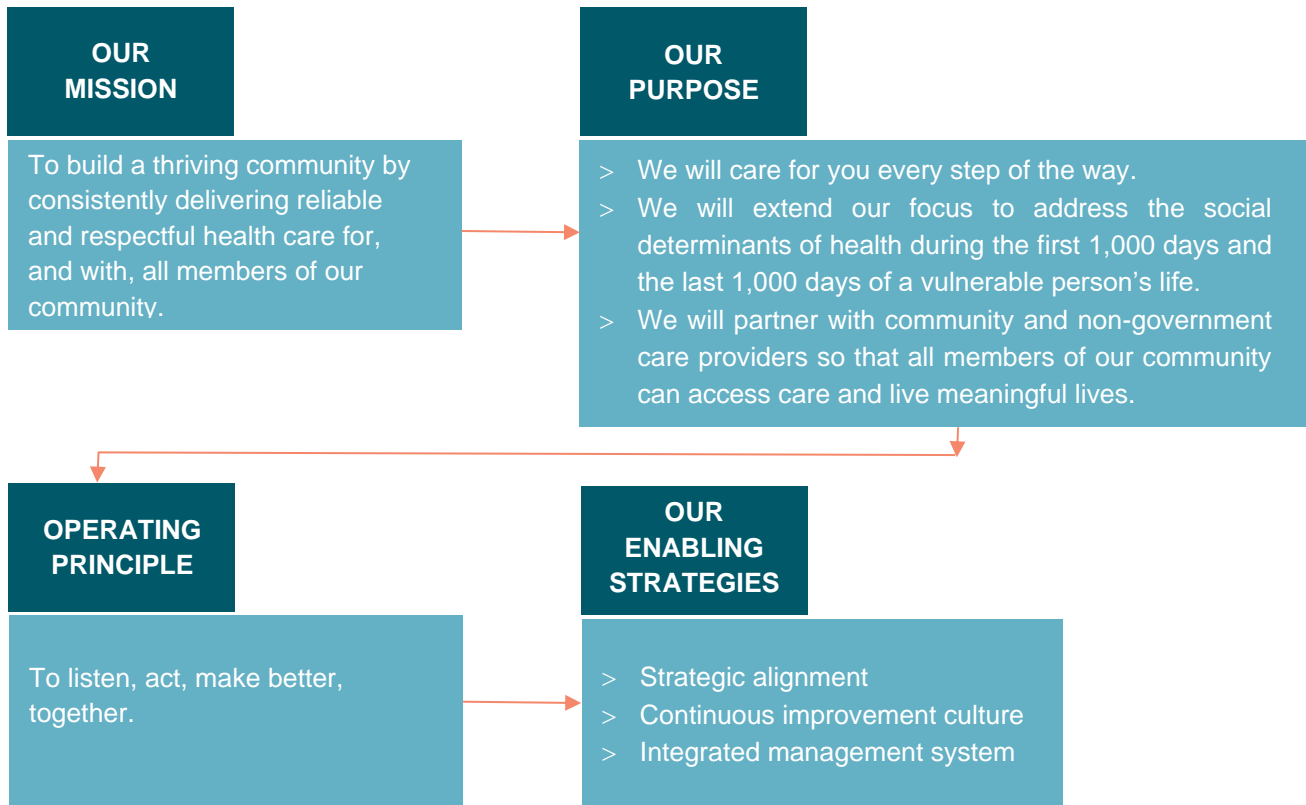 OUR
MISSION
To build a thriving community by
consistently delivering reliable
and respectful health care for,
and with, all members of our
community.
OUR
PURPOSE
> We will care for you every step of the way.
> We will extend our focus to address the social
determinants of health during the first 1,000 days and
the last 1,000 days of a vulnerable person’s life.
> We will partner with community and non-government
care providers so that all members of our community
can access care and live meaningful lives.
OPERATING
PRINCIPLE
To listen, act, make better,
together.
OUR
ENABLING
STRATEGIES
> Strategic alignment
> Continuous improvement culture
> Integrated management system